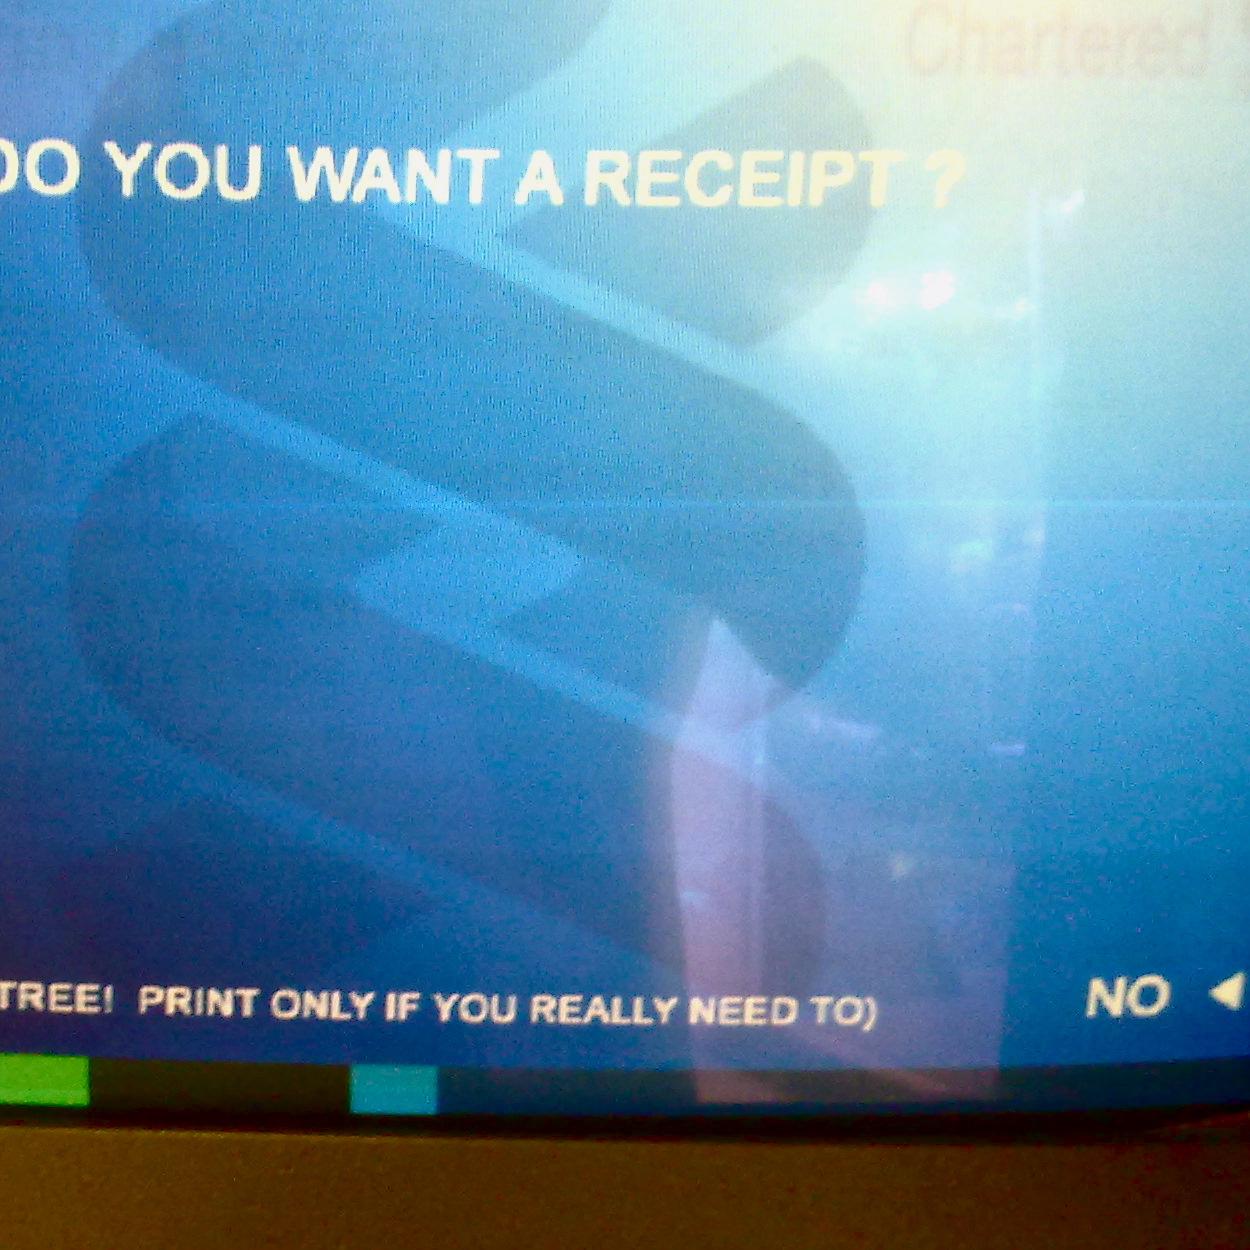 Chartered
DO YOU WANT A RECEIPT ?
TREE! PRINT ONLY IF YOU REALLY NEED TO)
NO